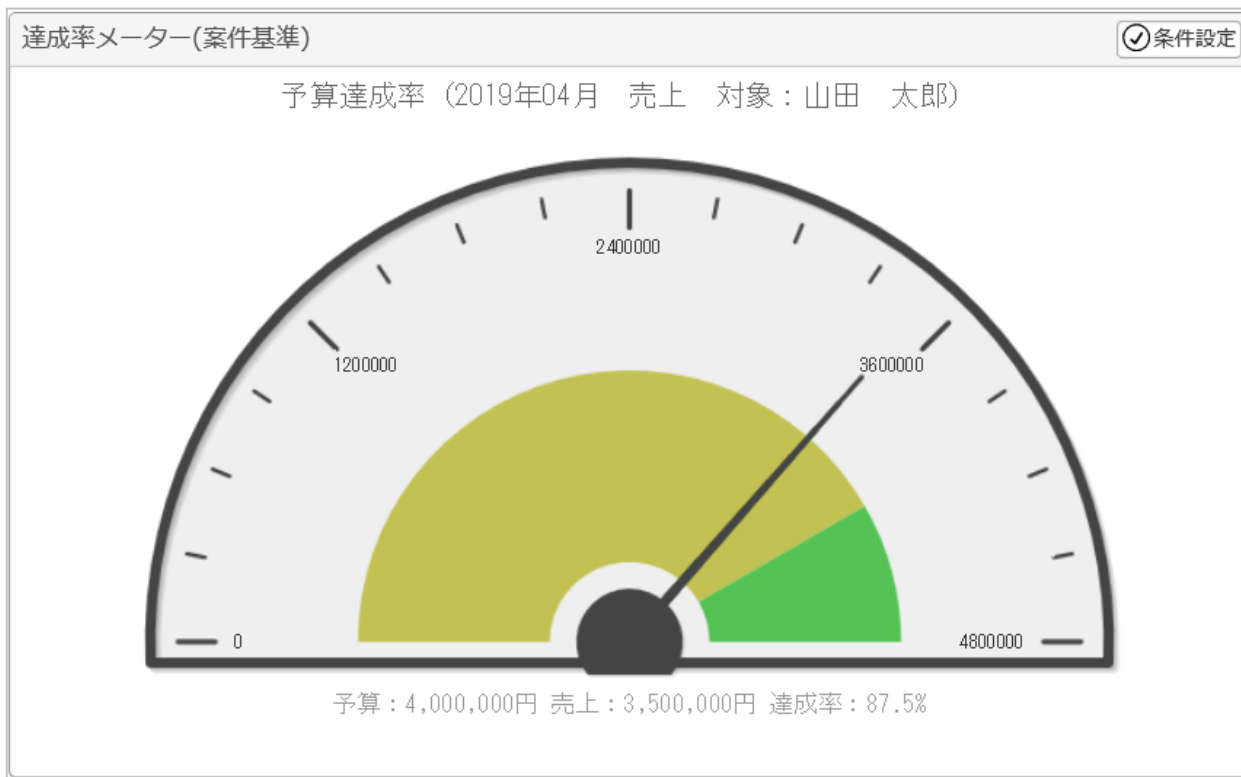 達成率メーター(案件基準)
条件設定
予算達成率 (2019年04月　売上　対象：山田　太郎)
2400000
1200000
3600000
0
4800000
予算：4,000,000円 売上：3,500,000円 達成率：87.5%